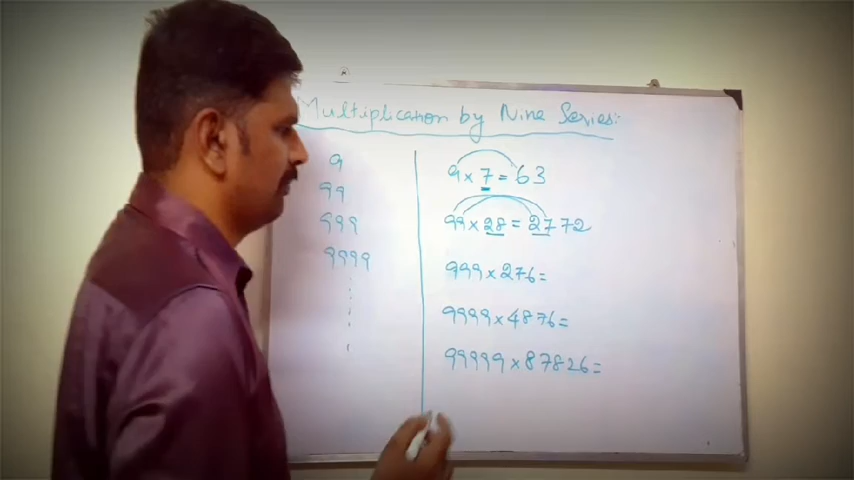 Multiplication by Nine Series:
9
99
999
9999
9 x 7 = 63
99 x 28 = 2772
999 x 276 =
9999 x 4876 =
99999 x 87826 =